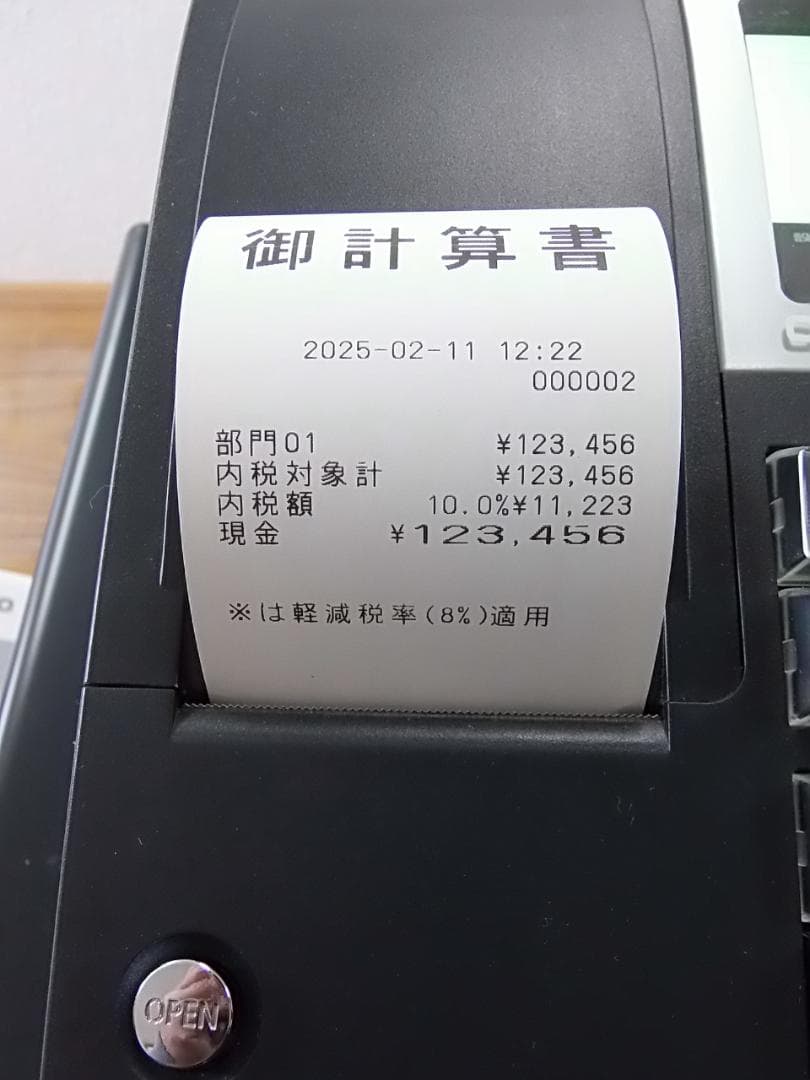 御計算書
2025-02-11 12:22
000002
部門01 ¥123,456
内税対象計 ¥123,456
内税額 10.0%¥11,223
現金 ¥123,456
※は軽減税率(8%)適用
OPEN